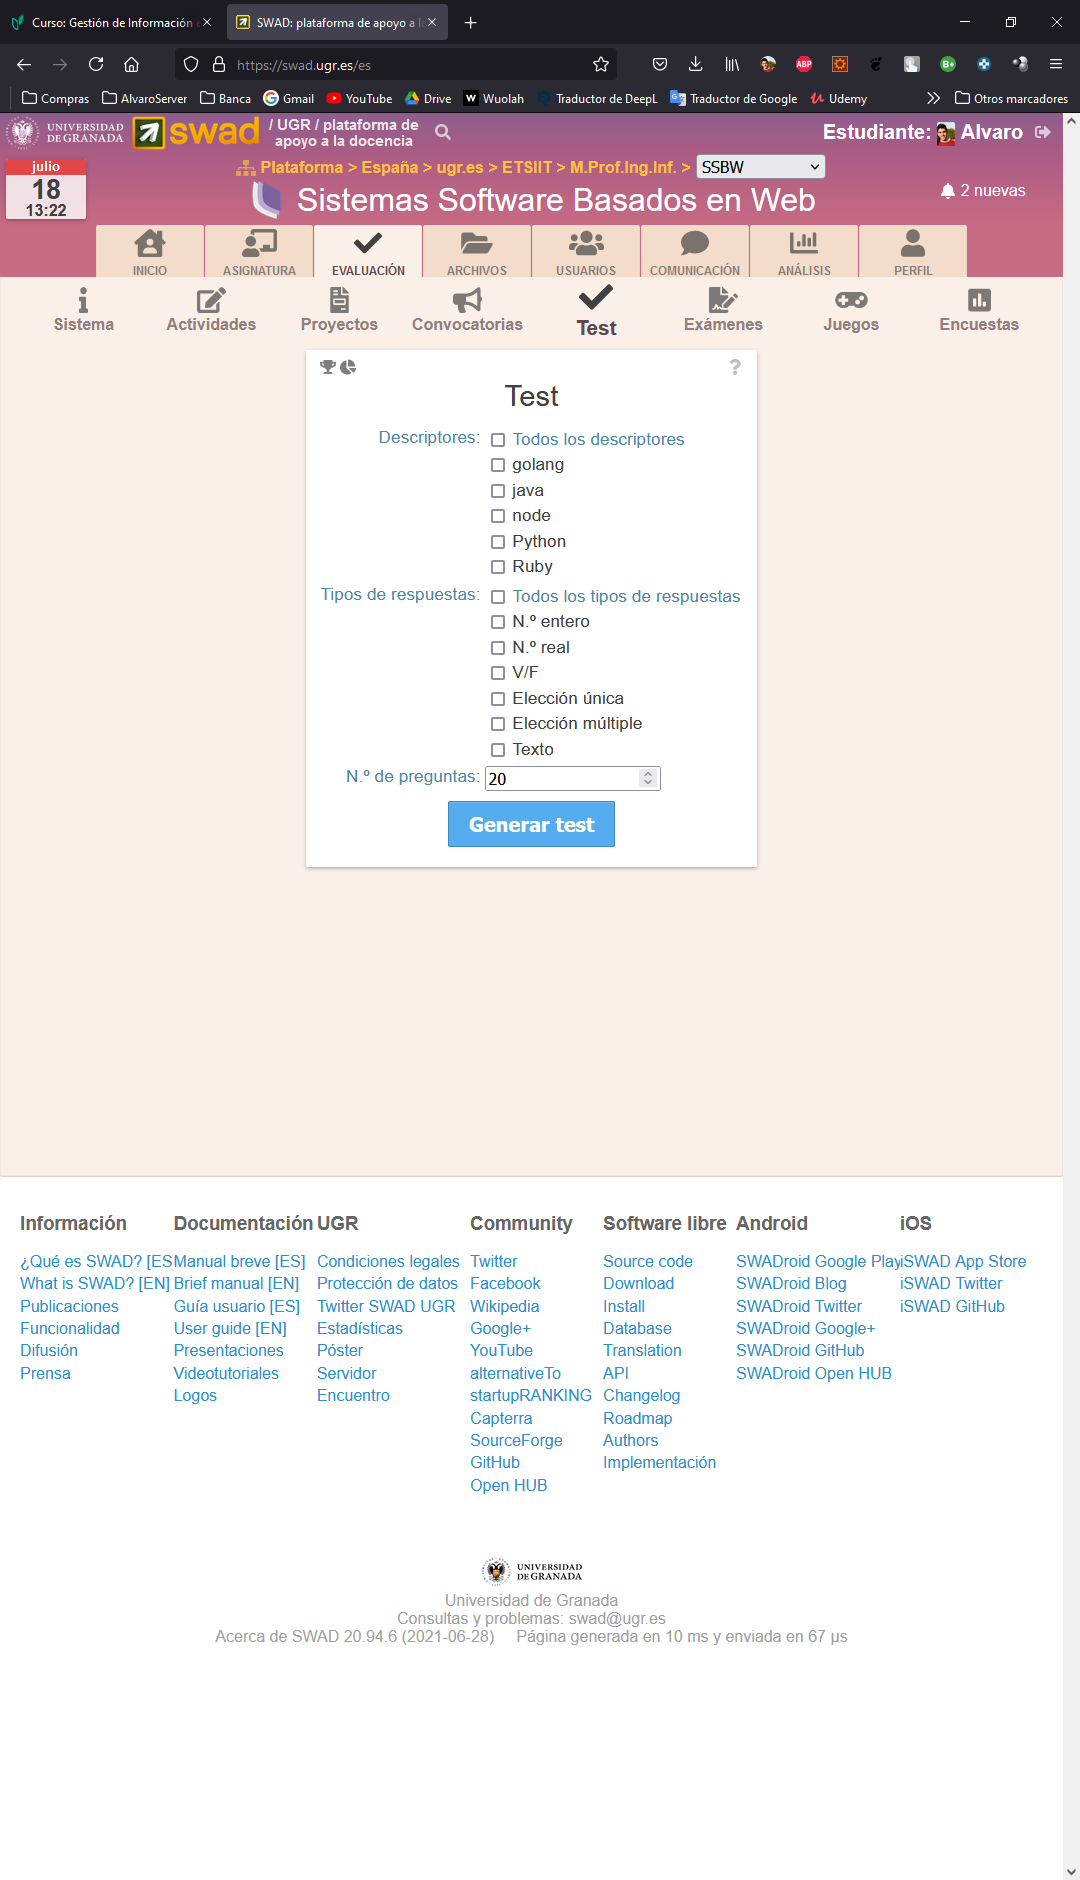 Curso: Gestión de Información
SWAD: plataforma de apoyo a l
https://swad.ugr.es/es
Compras AlvaroServer Banca Gmail YouTube Drive Wuolah Traductor de DeepL Traductor de Google Udemy Otros marcadores
UNIVERSIDAD DE GRANADA
swad
/ UGR / plataforma de apoyo a la docencia
Estudiante: Alvaro
julio
18
13:22
Plataforma > España > ugr.es > ETSIIT > M.Prof.Ing.Inf. > SSBW
Sistemas Software Basados en Web
2 nuevas
INICIO ASIGNATURA EVALUACIÓN ARCHIVOS USUARIOS COMUNICACIÓN ANÁLISIS PERFIL
Sistema Actividades Proyectos Convocatorias Test Exámenes Juegos Encuestas
?
Test
Descriptores: Todos los descriptores
golang
java
node
Python
Ruby
Tipos de respuestas: Todos los tipos de respuestas
N.º entero
N.º real
V/F
Elección única
Elección múltiple
Texto
N.º de preguntas: 20
Generar test
Información
¿Qué es SWAD? [ES
What is SWAD? [EN]
Publicaciones
Funcionalidad
Difusión
Prensa
Documentación
Manual breve [ES]
Brief manual [EN]
Guía usuario [ES]
User guide [EN]
Presentaciones
Videotutoriales
Logos
UGR
Condiciones legales
Protección de datos
Twitter SWAD UGR
Estadísticas
Póster
Servidor
Encuentro
Community
Twitter
Facebook
Wikipedia
Google+
YouTube
alternativeTo
startupRANKING
Capterra
SourceForge
GitHub
Open HUB
Software libre
Source code
Download
Install
Database
Translation
API
Changelog
Roadmap
Authors
Implementación
Android
SWADroid Google Play
SWADroid Blog
SWADroid Twitter
SWADroid Google+
SWADroid GitHub
SWADroid Open HUB
iOS
iSWAD App Store
iSWAD Twitter
iSWAD GitHub
UNIVERSIDAD DE GRANADA
Universidad de Granada
Consultas y problemas: swad@ugr.es
Acerca de SWAD 20.94.6 (2021-06-28) Página generada en 10 ms y enviada en 67 µs